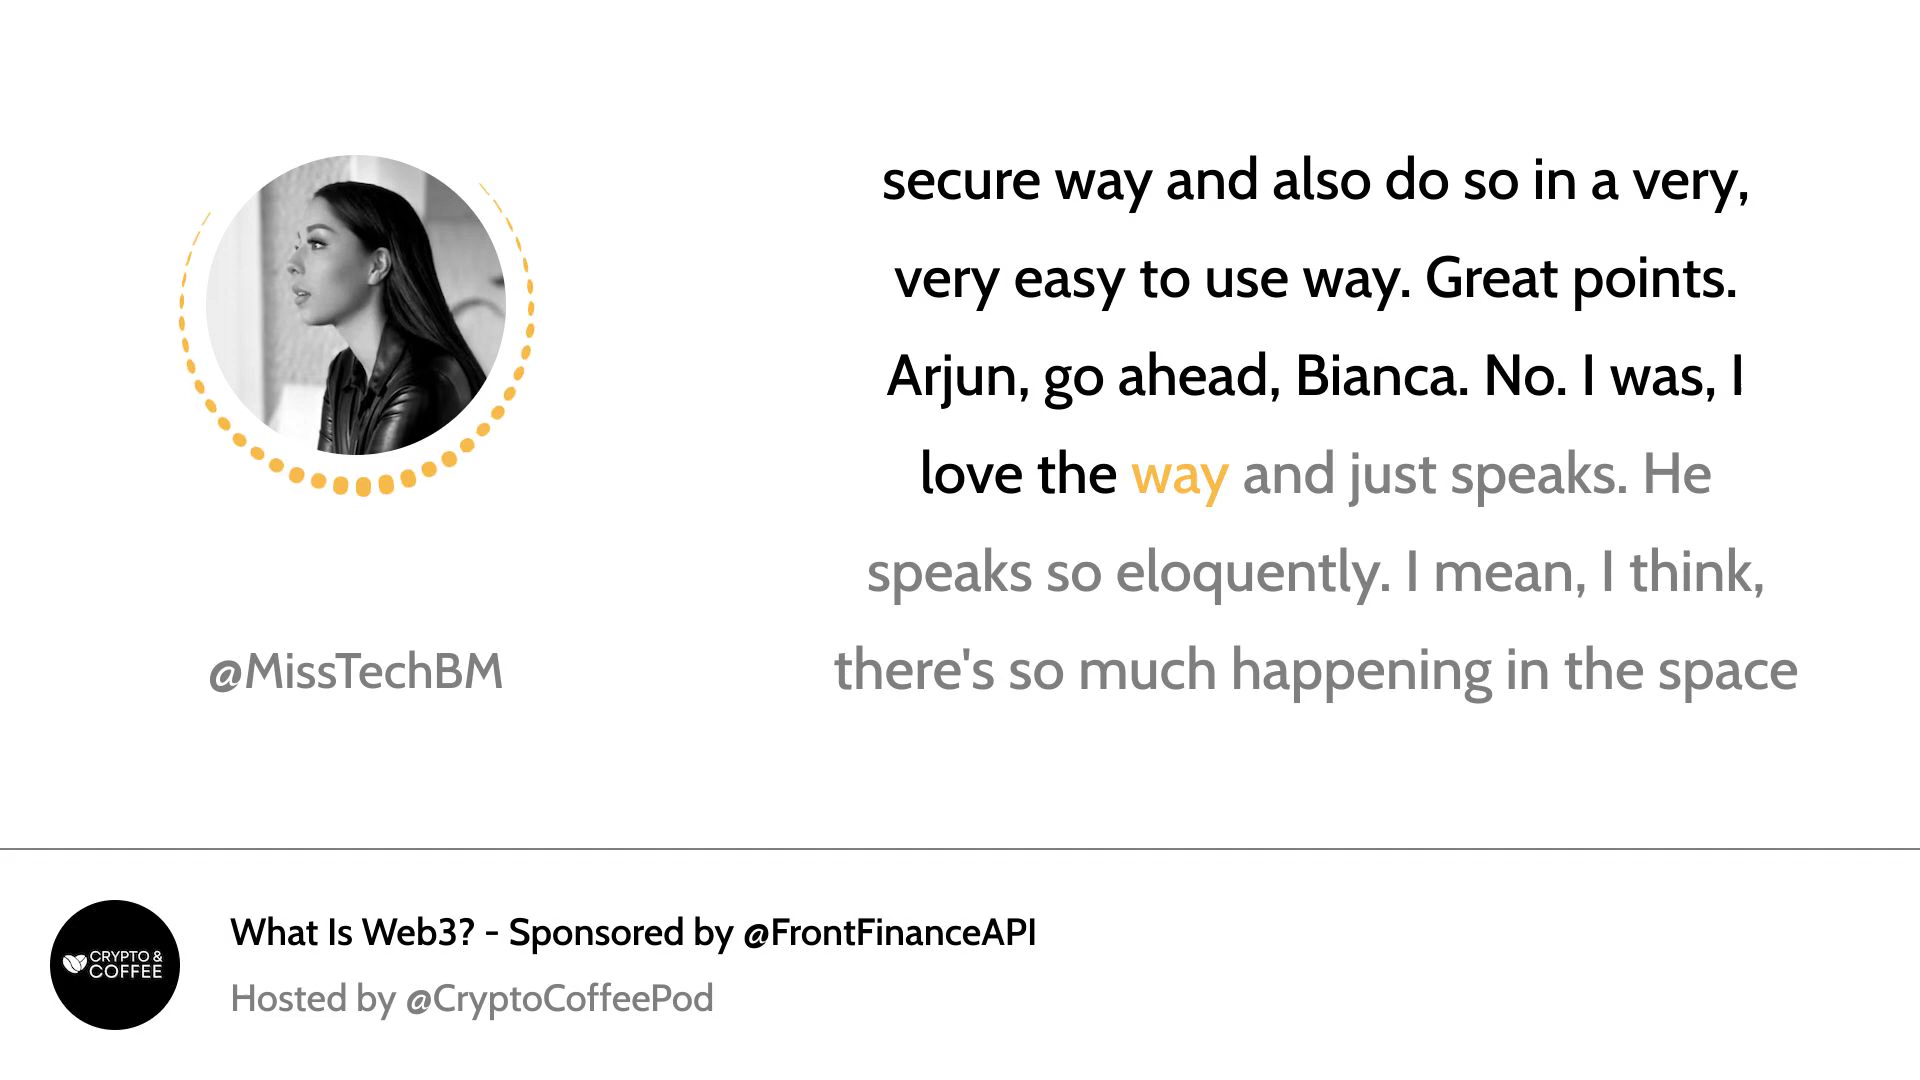 secure way and also do so in a very,
very easy to use way. Great points.
Arjun, go ahead, Bianca. No. I was, I
love the way and just speaks. He
speaks so eloquently. I mean, I think,
there's so much happening in the space
@MissTechBM
CRYPTO &
COFFEE
What Is Web3? - Sponsored by @FrontFinanceAPI
Hosted by @CryptoCoffeePod